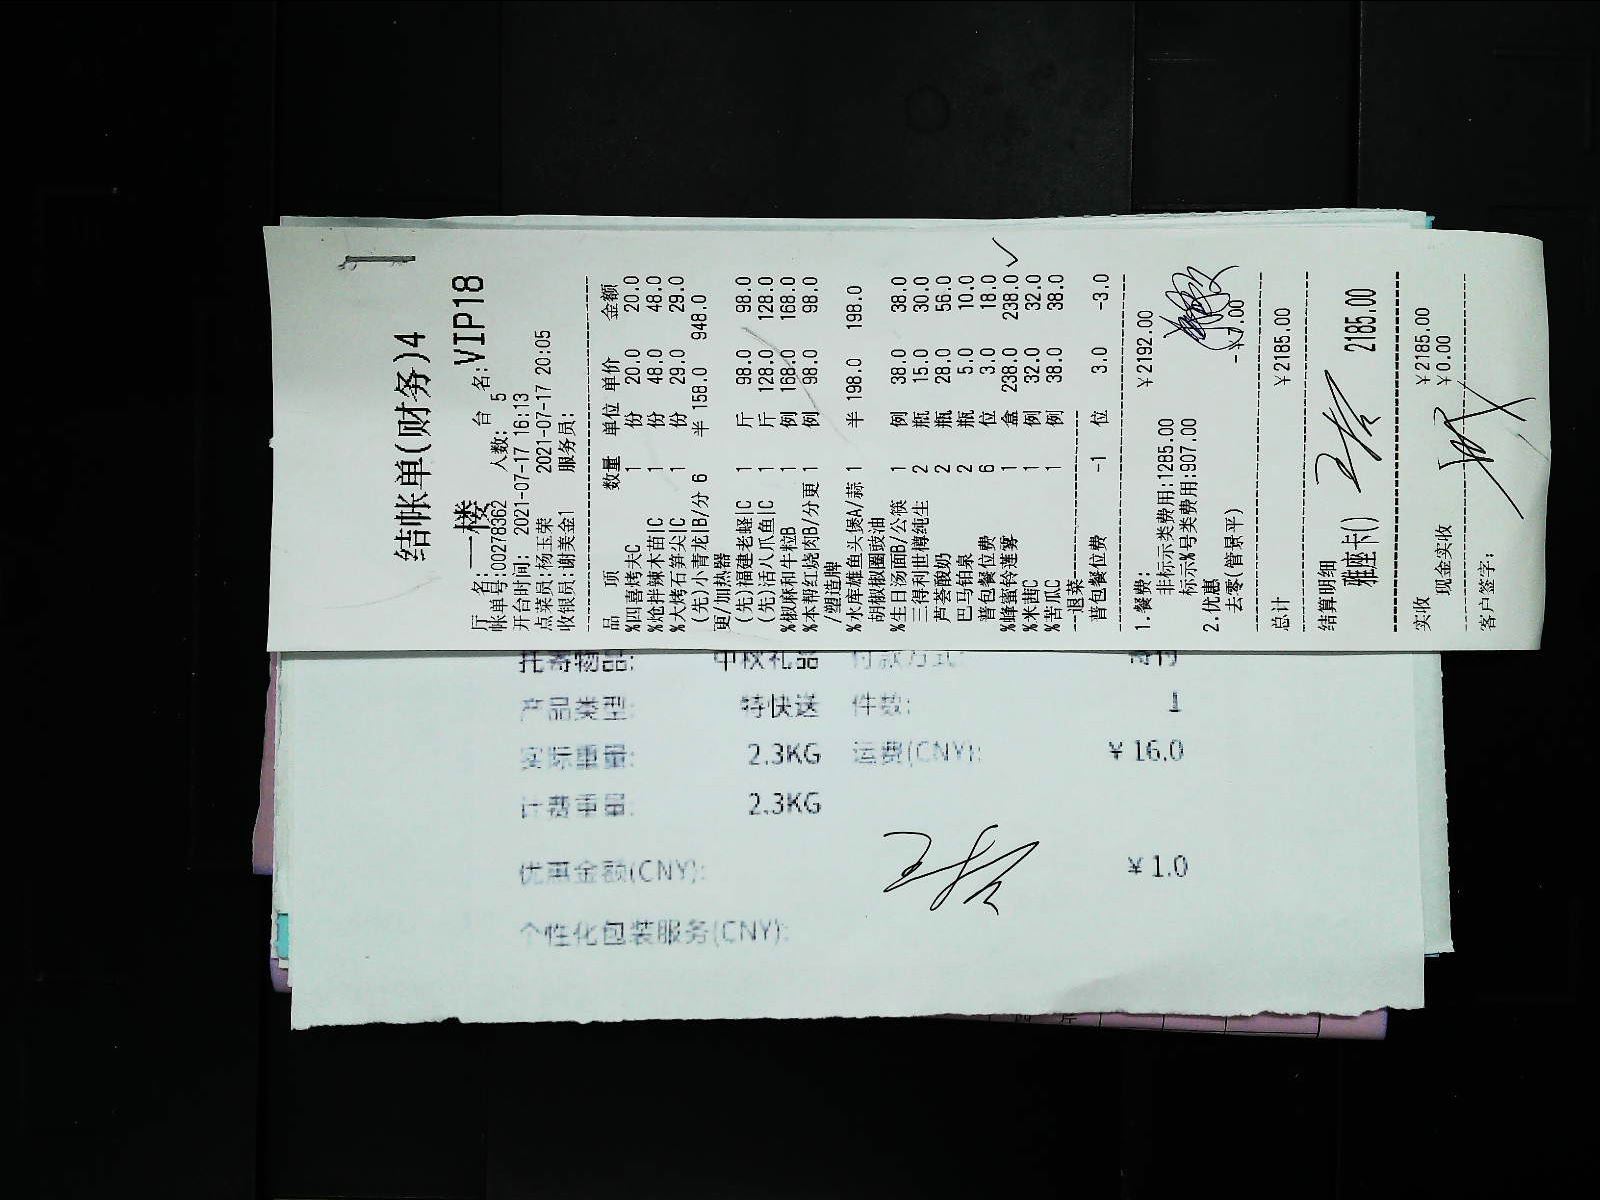 结帐单(财务)4
厅 名:一楼 台 名:VIP18
帐单号:00278362 人数: 5
开台时间: 2021-07-17 16:13
点菜员:杨玉荣 2021-07-17 20:05
收银员:谢美金1 服务员:
品 项 数量 单位 单价 金额
%四喜烤夫C 1 份 20.0 20.0
%炝拌辣木苗|C 1 份 48.0 48.0
%大烤石笋尖|C 1 份 29.0 29.0
(先)小青龙|B/分 6 半 158.0 948.0
更/加热器
(先)福建老蛏|C 1 斤 98.0 98.0
(先)活八爪鱼|C 1 斤 128.0 128.0
%椒麻和牛粒B 1 例 168.0 168.0
%本帮红烧肉B/分更 1 例 98.0 98.0
/塑造牌
%水库雄鱼头煲A/蒜 1 半 198.0 198.0
胡椒椒圈豉油
%生日汤面B/公筷 1 例 38.0 38.0
三得利世樽纯生 2 瓶 15.0 30.0
芦荟酸奶 2 瓶 28.0 56.0
巴马铂泉 2 瓶 5.0 10.0
普包餐位费 6 位 3.0 18.0
%蜂蜜铃莲雾 1 盒 238.0 238.0
%米茜C 1 例 32.0 32.0
%苦瓜C 1 例 38.0 38.0
--退菜--
普包餐位费 -1 位 3.0 -3.0
1.餐费: ¥2192.00
非标示类费用:1285.00
标示%号类费用:907.00
2.优惠
去零(管景平) -¥7.00
总计 ¥2185.00
结算明细
雅座卡() 2185.00
实收 ¥2185.00
现金实收 ¥0.00
客户签字:
托寄物品: 付款方式:
产品类型: 特快送 件数: 1
实际重量: 2.3KG 运费(CNY): ¥ 16.0
计费重量: 2.3KG
优惠金额(CNY): ¥ 1.0
个性化包装服务(CNY):